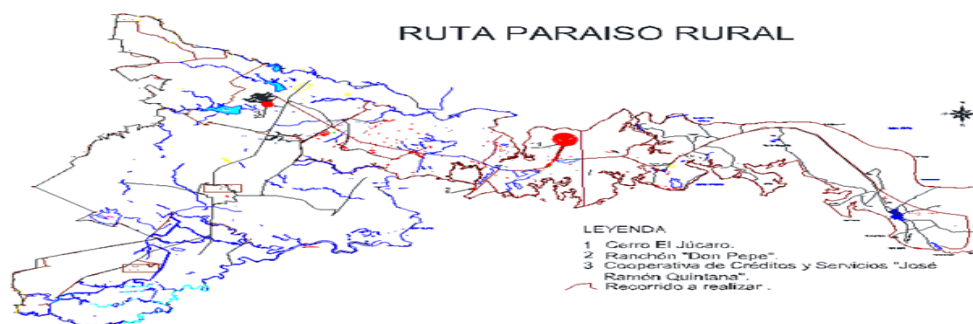 RUTA PARAISO RURAL
LEYENDA
1 Cerro El Júcaro.
2 Ranchón "Don Pepe".
3 Cooperativa de Créditos y Servicios "José
Ramón Quintana".
Recorrido a realizar .